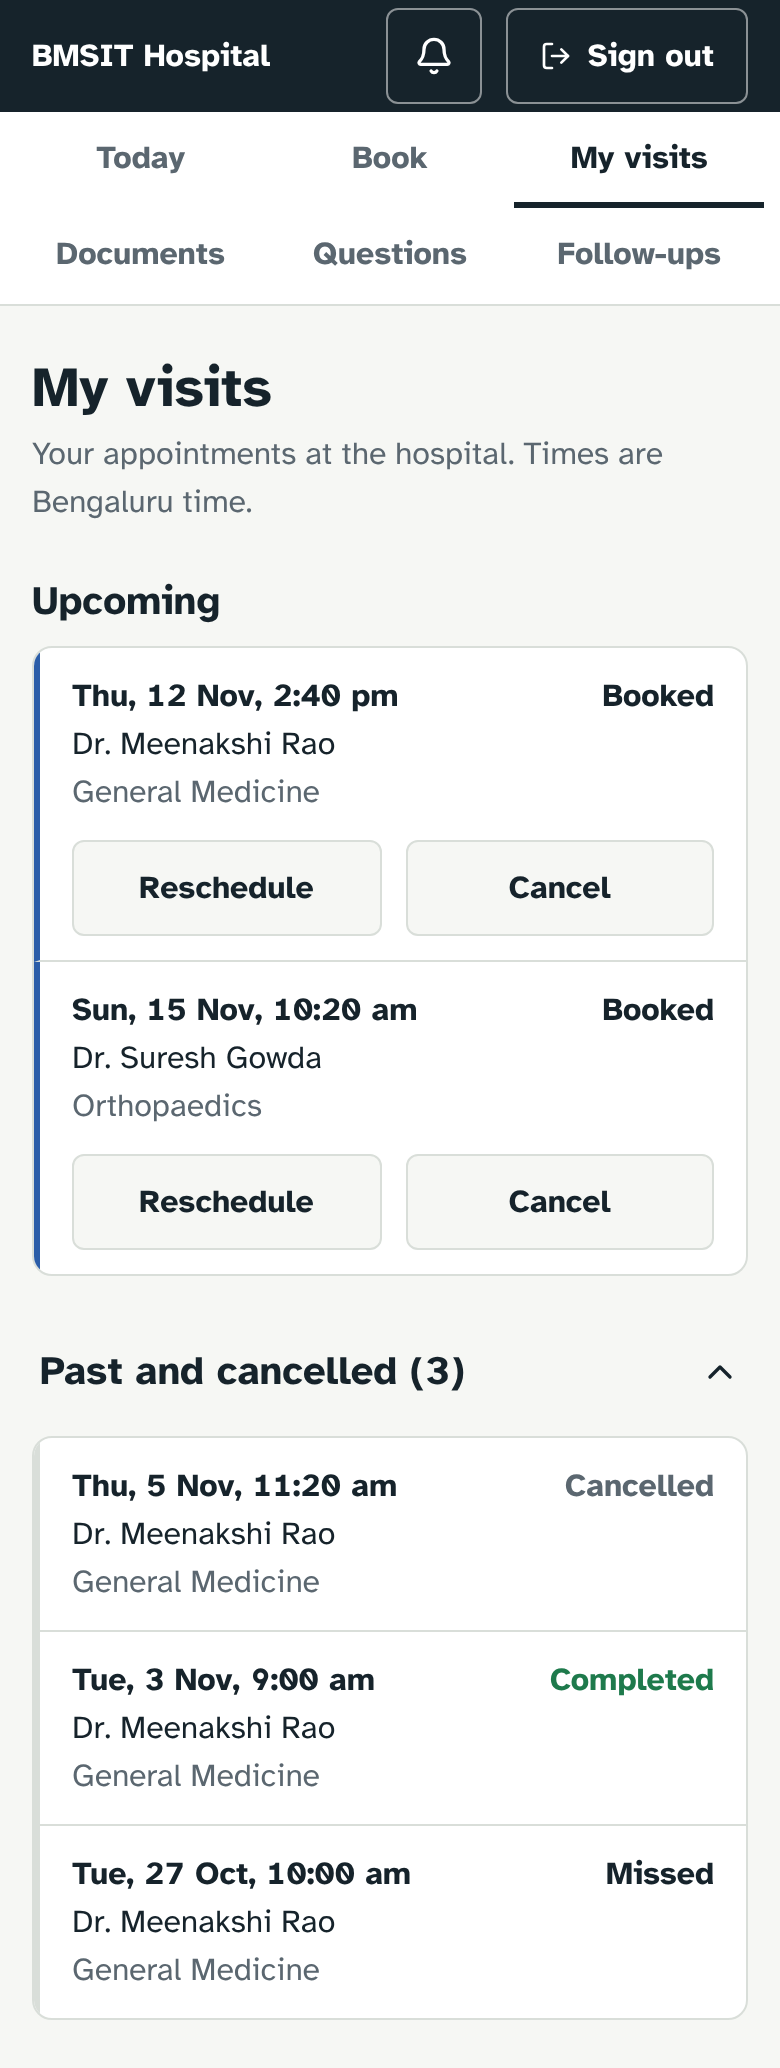 BMSIT Hospital
Sign out
Today
Book
My visits
Documents
Questions
Follow-ups
My visits
Your appointments at the hospital. Times are
Bengaluru time.
Upcoming
Thu, 12 Nov, 2:40 pm
Booked
Dr. Meenakshi Rao
General Medicine
Reschedule
Cancel
Sun, 15 Nov, 10:20 am
Booked
Dr. Suresh Gowda
Orthopaedics
Reschedule
Cancel
Past and cancelled (3)
Thu, 5 Nov, 11:20 am
Cancelled
Dr. Meenakshi Rao
General Medicine
Tue, 3 Nov, 9:00 am
Completed
Dr. Meenakshi Rao
General Medicine
Tue, 27 Oct, 10:00 am
Missed
Dr. Meenakshi Rao
General Medicine